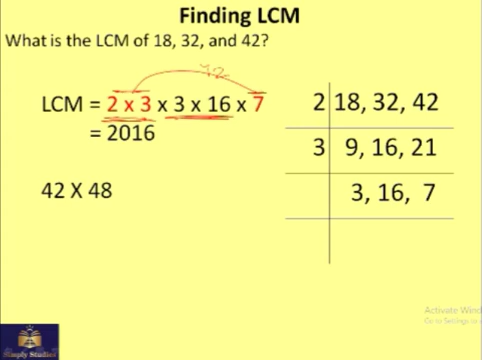 Finding LCM
What is the LCM of 18, 32, and 42?
42
LCM = 2 x 3 x 3 x 16 x 7
= 2016
42 X 48
2 18, 32, 42
3 9, 16, 21
3, 16, 7
Activate Wind
Go to Settings to a
Simply Studies